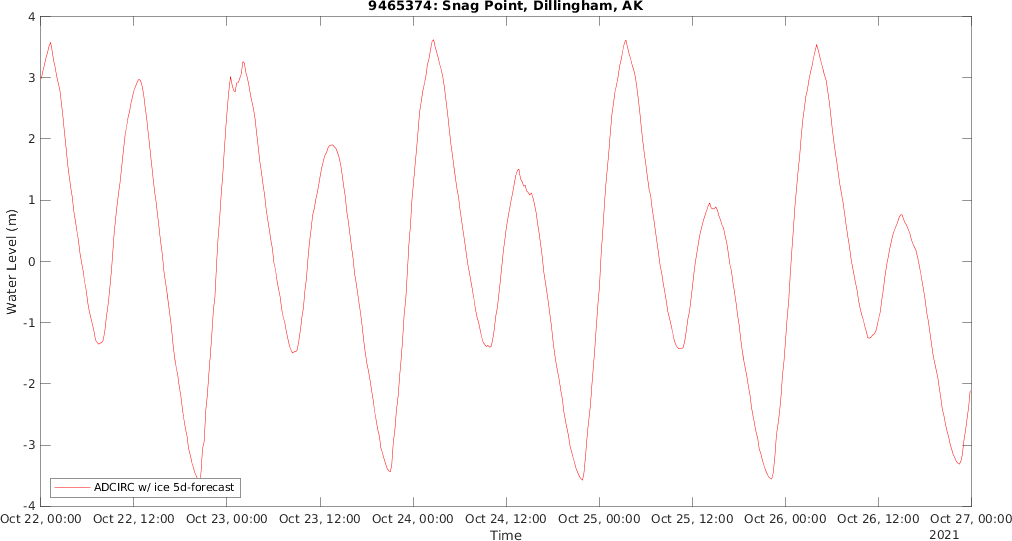 9465374: Snag Point, Dillingham, AK
4
3
2
1
0
-1
-2
-3
-4
Water Level (m)
ADCIRC w/ ice 5d-forecast
Oct 22, 00:00 Oct 22, 12:00 Oct 23, 00:00 Oct 23, 12:00 Oct 24, 00:00 Oct 24, 12:00 Oct 25, 00:00 Oct 25, 12:00 Oct 26, 00:00 Oct 26, 12:00 Oct 27, 00:00
Time
2021